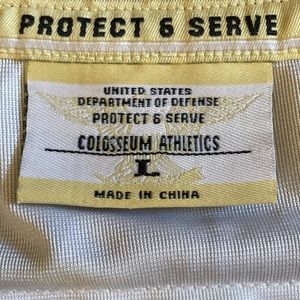 PROTECT & SERVE
UNITED STATES
DEPARTMENT OF DEFENSE
PROTECT & SERVE
COLOSSEUM ATHLETICS
L
MADE IN CHINA